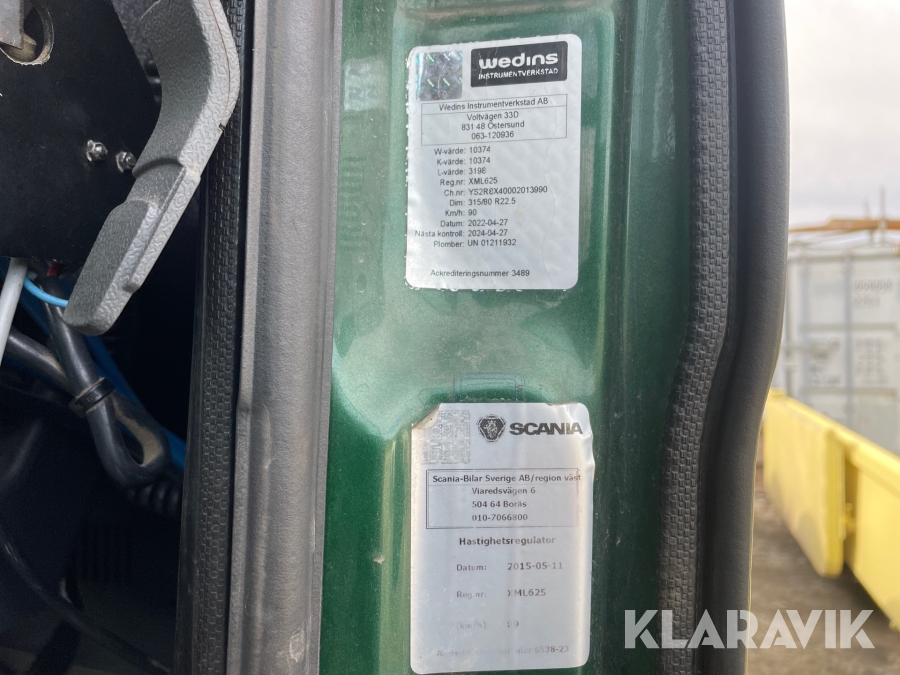 wedins
INSTRUMENTVERKSTAD
Wedins Instrumentverkstad AB
Voltvägen 33D
831 48 Östersund
063-120936
W-värde: 10374
K-värde: 10374
L-värde: 3198
Reg.nr: XML625
Ch.nr: YS2R8X40002013990
Dim: 315/80 R22.5
Km/h: 90
Datum: 2022-04-27
Nästa kontroll: 2024-04-27
Plomber: UN 01211932
Ackrediteringsnummer 3489
SCANIA
Scania-Bilar Sverige AB/region väst
Viaredsvägen 6
504 64 Borås
010-7066800
Hastighetsregulator
Datum: 2015-05-11
Reg.nr: XML625
(km/h)
KLARAVIK